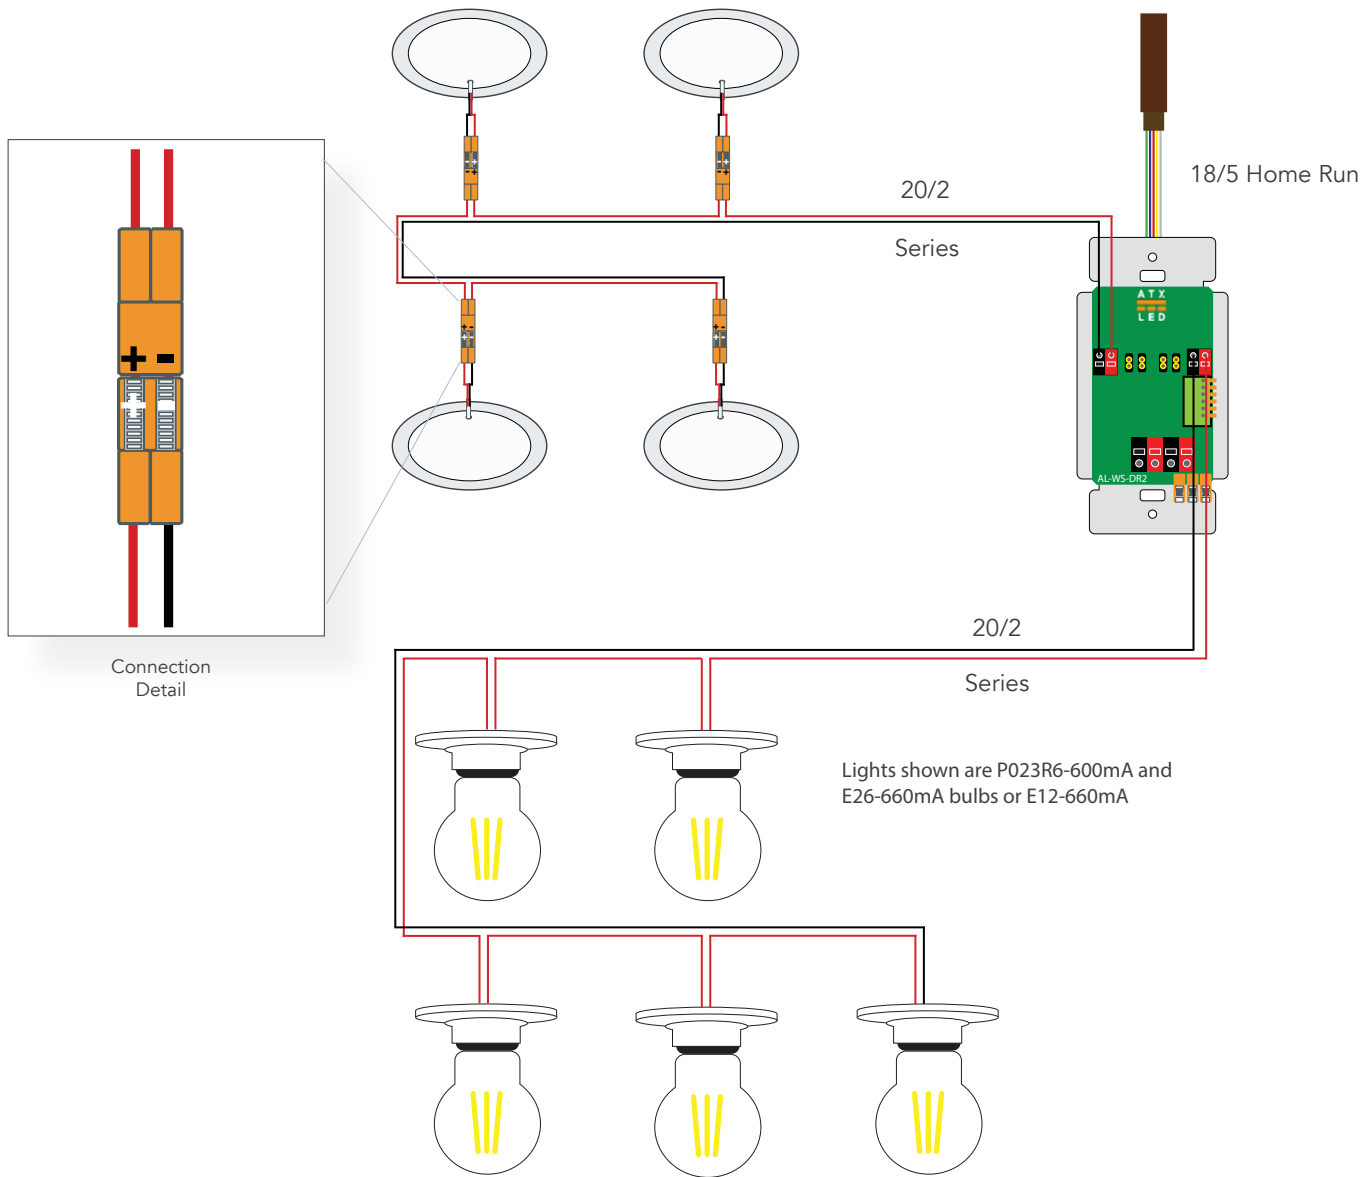 18/5 Home Run
20/2
Series
ATX
LED
+ -
AL-WS-DR2
Connection
Detail
20/2
Series
Lights shown are P023R6-600mA and
E26-660mA bulbs or E12-660mA